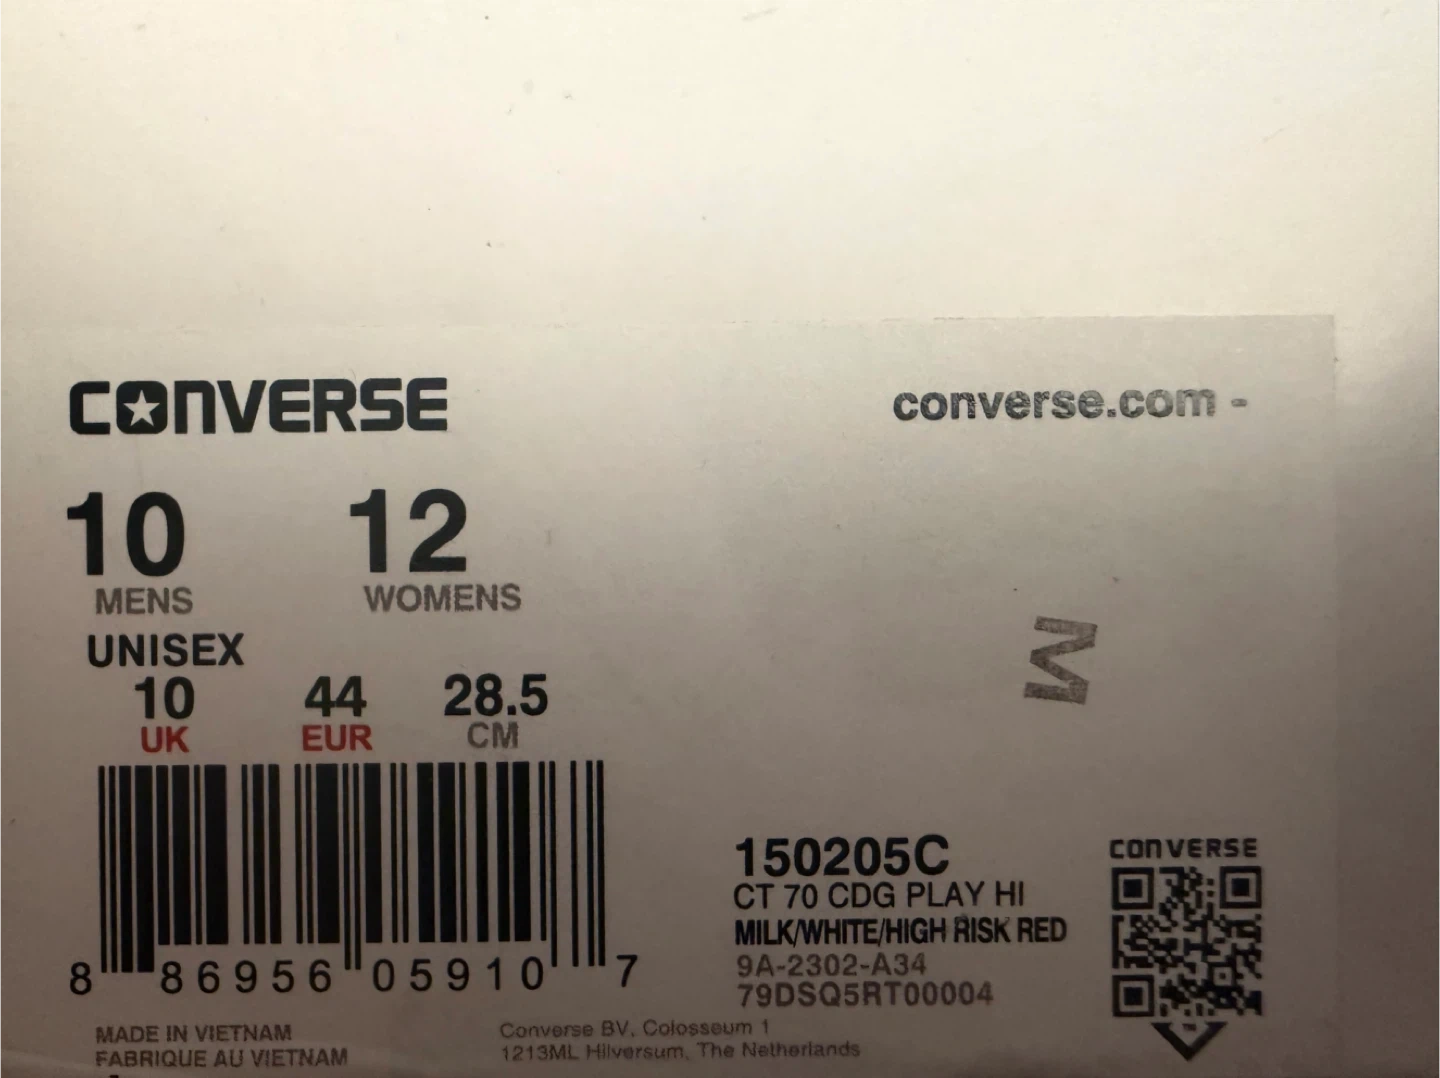 CONVERSE
converse.com -
10 12
MENS WOMENS
UNISEX
10 44 28.5
UK EUR CM
M
8 86956 05910 7
150205C
CT 70 CDG PLAY HI
MILK/WHITE/HIGH RISK RED
9A-2302-A34
79DSQ5RT00004
CONVERSE
TM
MADE IN VIETNAM
FABRIQUE AU VIETNAM
Converse BV, Colosseum 1
1213ML Hilversum, The Netherlands